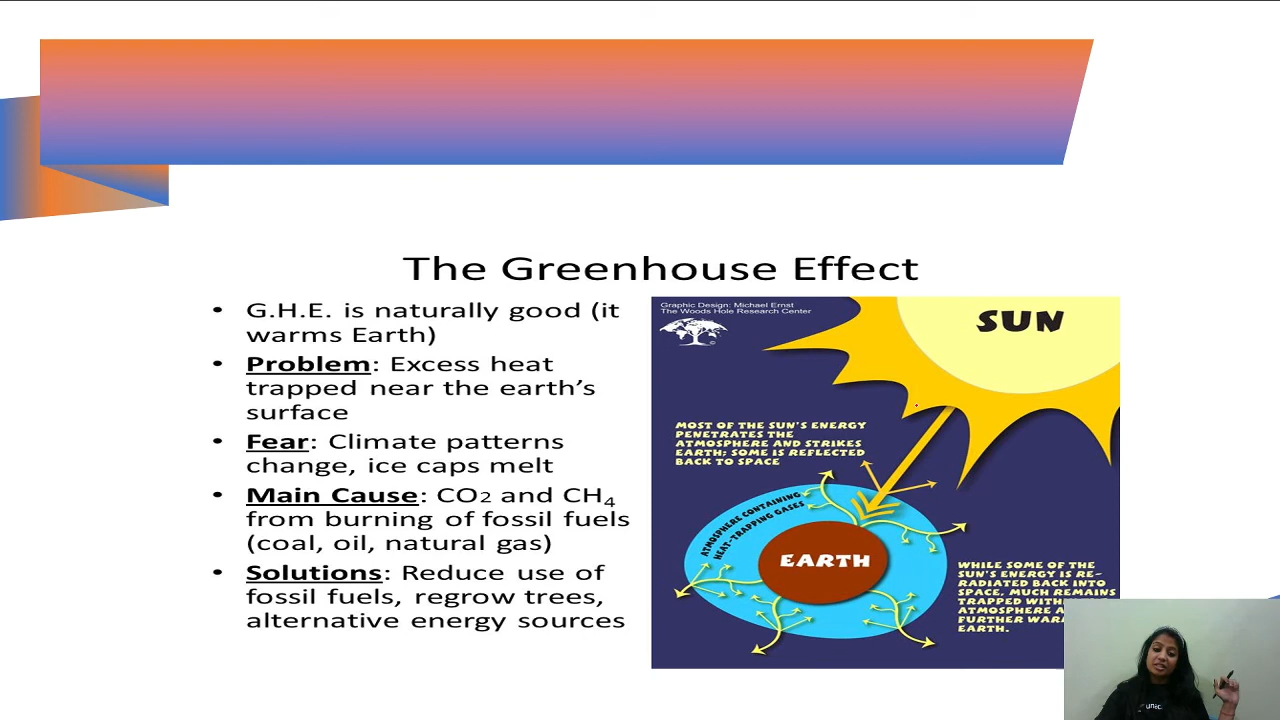 The Greenhouse Effect
• G.H.E. is naturally good (it
warms Earth)
• Problem: Excess heat
trapped near the earth’s
surface
• Fear: Climate patterns
change, ice caps melt
• Main Cause: CO2 and CH4
from burning of fossil fuels
(coal, oil, natural gas)
• Solutions: Reduce use of
fossil fuels, regrow trees,
alternative energy sources
Graphic Design: Michael Ernst
The Woods Hole Research Center
SUN
MOST OF THE SUN'S ENERGY
PENETRATES THE
ATMOSPHERE AND STRIKES
EARTH; SOME IS REFLECTED
BACK TO SPACE
ATMOSPHERE CONTAINING
HEAT-TRAPPING GASES
EARTH
WHILE SOME OF THE
SUN'S ENERGY IS RE-
RADIATED BACK INTO
SPACE, MUCH REMAINS
TRAPPED
ATMOSPHERE
FURTHER
EARTH.